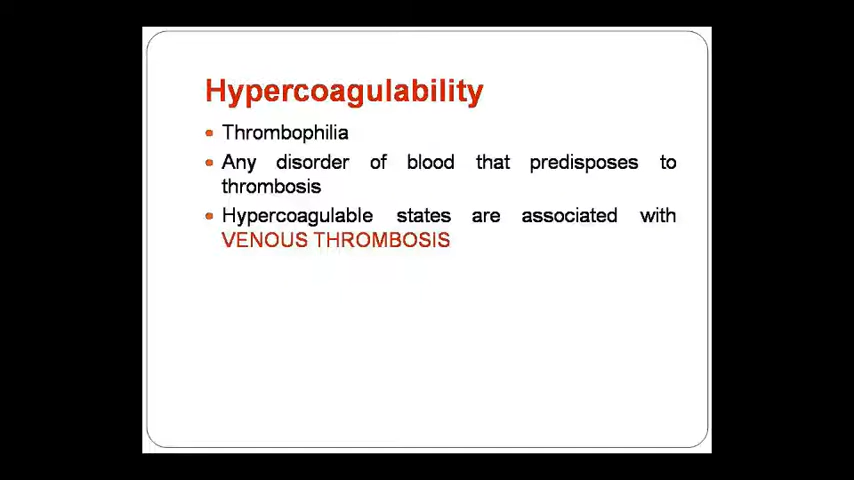 Hypercoagulability
• Thrombophilia
• Any disorder of blood that predisposes to
thrombosis
• Hypercoagulable states are associated with
VENOUS THROMBOSIS